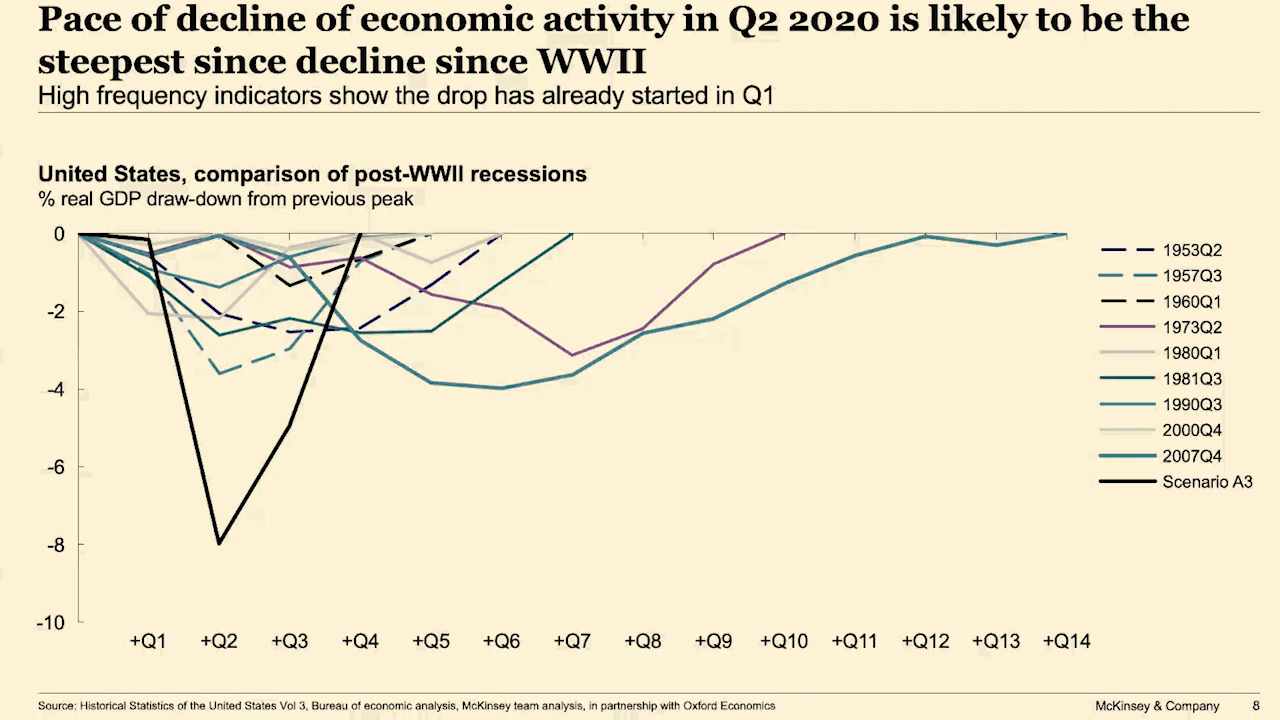 Pace of decline of economic activity in Q2 2020 is likely to be the
steepest since decline since WWII
High frequency indicators show the drop has already started in Q1
United States, comparison of post-WWII recessions
% real GDP draw-down from previous peak
0
-2
-4
-6
-8
-10
+Q1 +Q2 +Q3 +Q4 +Q5 +Q6 +Q7 +Q8 +Q9 +Q10 +Q11 +Q12 +Q13 +Q14
1953Q2
1957Q3
1960Q1
1973Q2
1980Q1
1981Q3
1990Q3
2000Q4
2007Q4
Scenario A3
Source: Historical Statistics of the United States Vol 3, Bureau of economic analysis, McKinsey team analysis, in partnership with Oxford Economics
McKinsey & Company 8